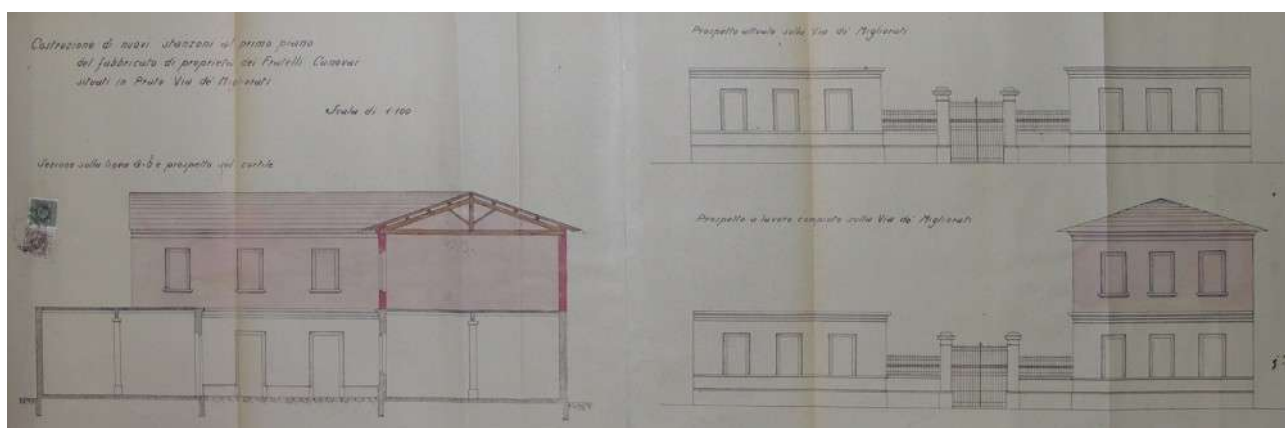 Costruzione di nuovi stanzoni al primo piano
del fabbricato di proprietà dei Fratelli Canovai
situati in Prato Via de' Migliorati
Scala di 1:100
Sezione sulla linea e prospetto sul cortile
Prospetto attuale sulla Via de' Migliorati
Prospetto a lavoro compiuto sulla Via de' Migliorati